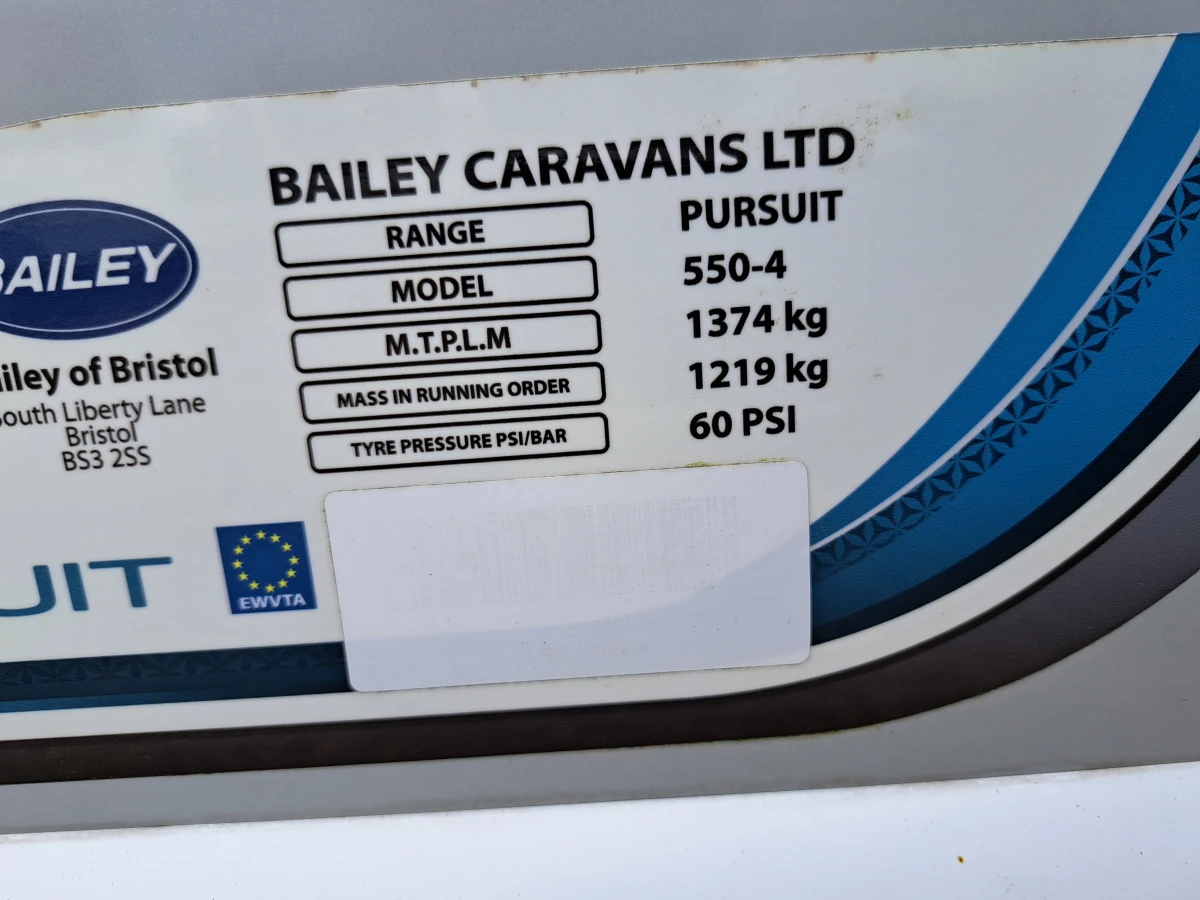 BAILEY CARAVANS LTD
RANGE PURSUIT
MODEL 550-4
M.T.P.L.M 1374 kg
MASS IN RUNNING ORDER 1219 kg
TYRE PRESSURE PSI/BAR 60 PSI
BAILEY
iley of Bristol
outh Liberty Lane
Bristol
BS3 2SS
UIT
EWVTA